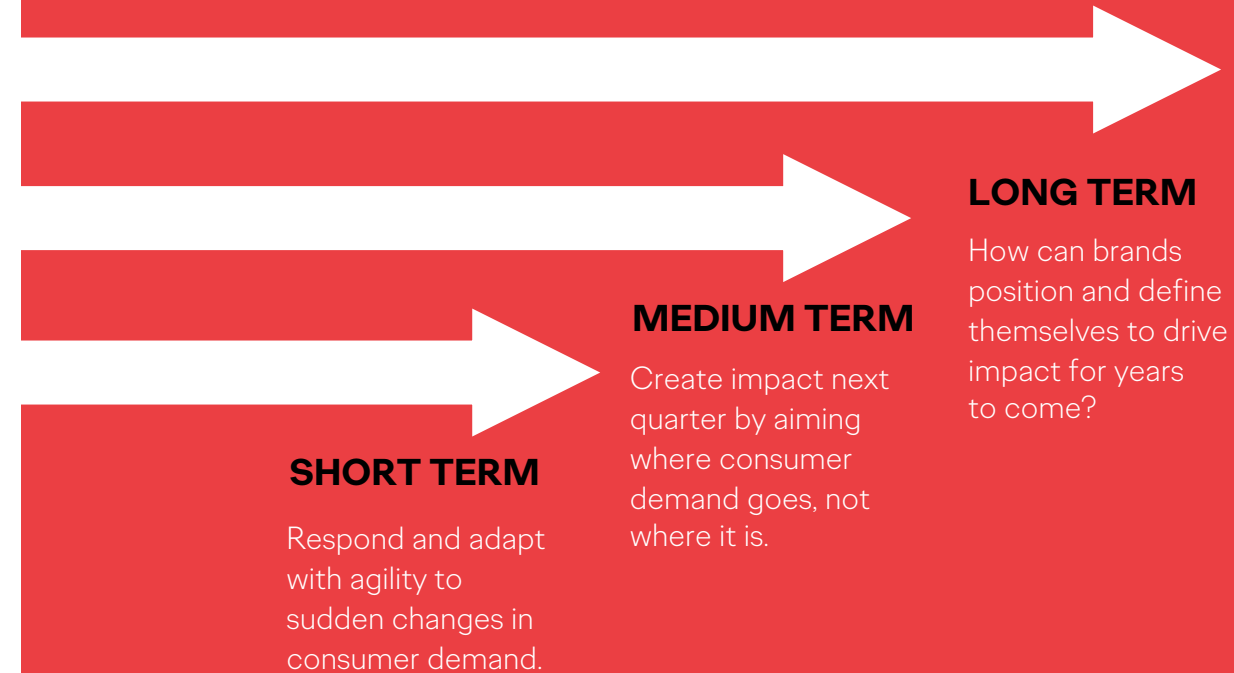 LONG TERM
How can brands
position and define
themselves to drive
impact for years
to come?
MEDIUM TERM
Create impact next
quarter by aiming
where consumer
demand goes, not
where it is.
SHORT TERM
Respond and adapt
with agility to
sudden changes in
consumer demand.